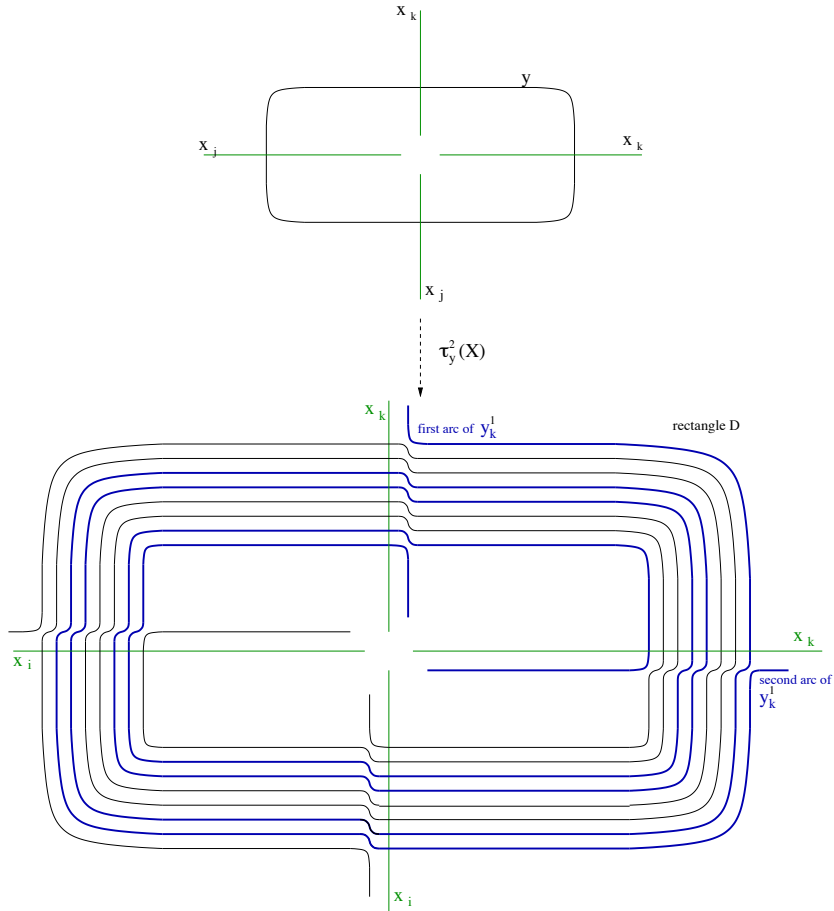 x k
y
x j
x k
x j
τ²y(X)
x k
first arc of y¹k
rectangle D
x k
x i
second arc of
y¹k
x i